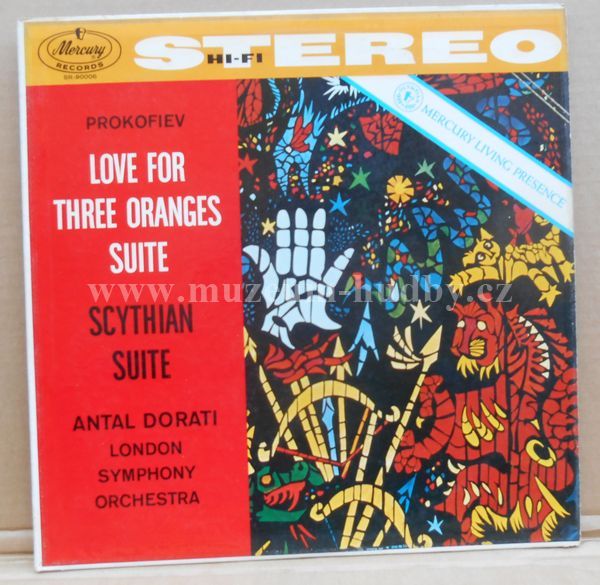 Mercury
RECORDS
SR-90006
STEREO
HI-FI
MERCURY LIVING PRESENCE
PROKOFIEV
LOVE FOR
THREE ORANGES
SUITE
SCYTHIAN
SUITE
ANTAL DORATI
LONDON
SYMPHONY
ORCHESTRA
www.muzeum-hudby.cz